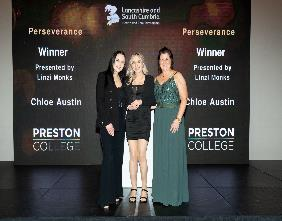 Lancashire and
South Cumbria
Perseverance
Winner
Presented by
Linzi Monks
Chloe Austin
PRESTON
COLLEGE
Perseverance
Winner
Presented by
Linzi Monks
Chloe Austin
PRESTON
COLLEGE